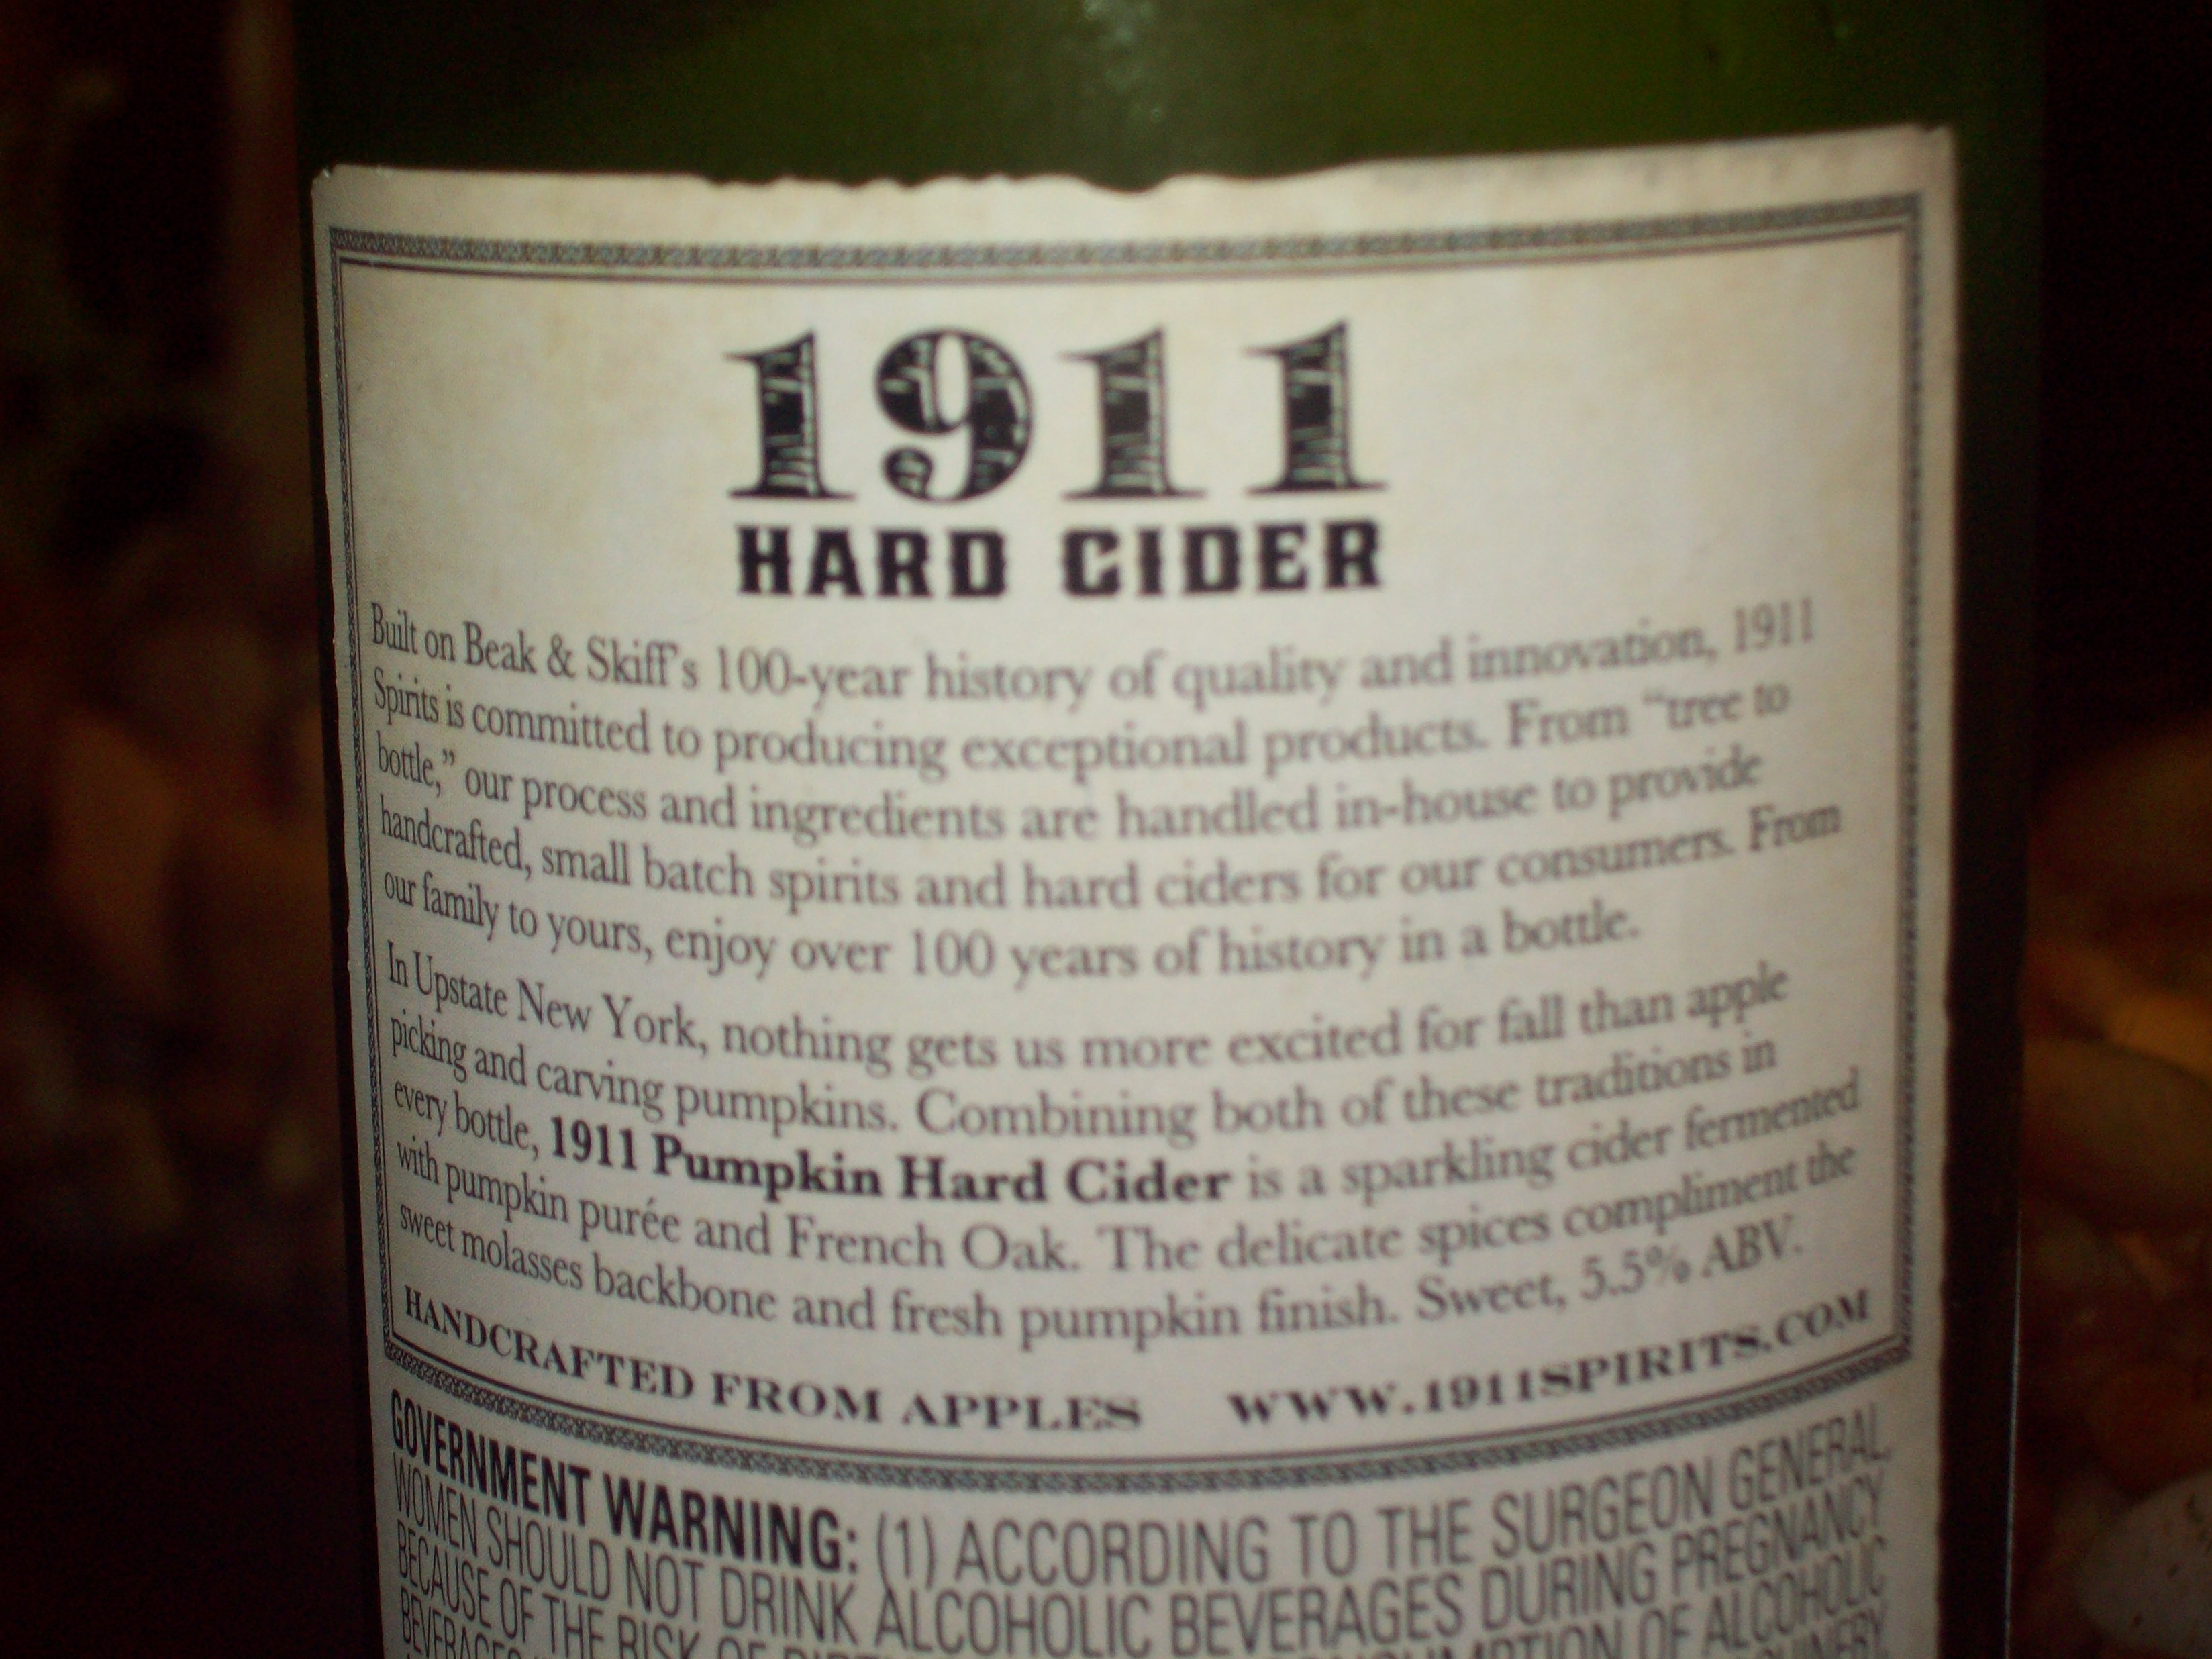 1911
HARD CIDER
Built on Beak & Skiff's 100-year history of quality and innovation, 1911
Spirits is committed to producing exceptional products. From “tree to
bottle,” our process and ingredients are handled in-house to provide
handcrafted, small batch spirits and hard ciders for our consumers. From
our family to yours, enjoy over 100 years of history in a bottle.
In Upstate New York, nothing gets us more excited for fall than apple
picking and carving pumpkins. Combining both of these traditions in
every bottle, 1911 Pumpkin Hard Cider is a sparkling cider fermented
with pumpkin purée and French Oak. The delicate spices compliment the
sweet molasses backbone and fresh pumpkin finish. Sweet, 5.5% ABV.
HANDCRAFTED FROM APPLES WWW.1911SPIRITS.COM
GOVERNMENT WARNING: (1) ACCORDING TO THE SURGEON GENERAL,
WOMEN SHOULD NOT DRINK ALCOHOLIC BEVERAGES DURING PREGNANCY
BECAUSE OF THE RISK OF OF ALCOHOLIC